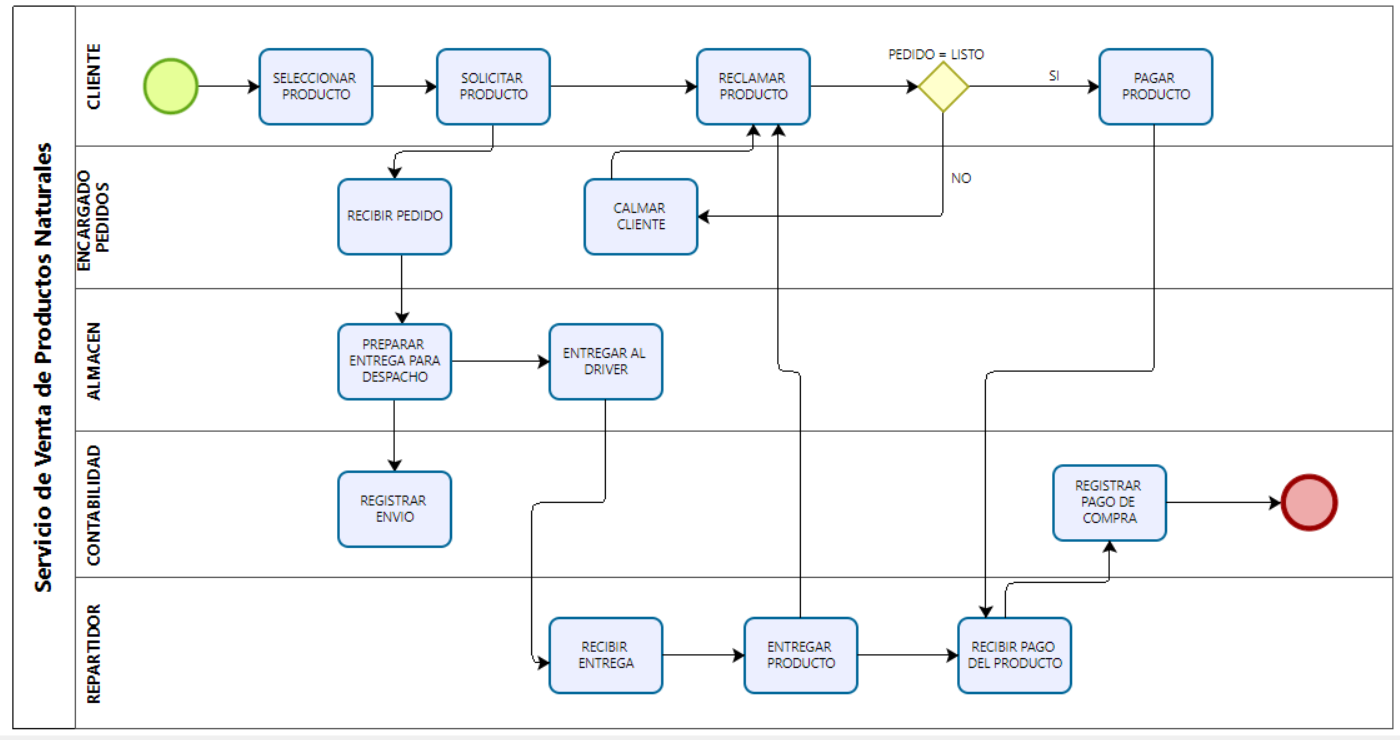 Servicio de Venta de Productos Naturales
CLIENTE
SELECCIONAR
PRODUCTO
SOLICITAR
PRODUCTO
RECLAMAR
PRODUCTO
PEDIDO = LISTO
SI
PAGAR
PRODUCTO
ENCARGADO
PEDIDOS
RECIBIR PEDIDO
CALMAR
CLIENTE
NO
ALMACEN
PREPARAR
ENTREGA PARA
DESPACHO
ENTREGAR AL
DRIVER
CONTABILIDAD
REGISTRAR
ENVIO
REGISTRAR
PAGO DE
COMPRA
REPARTIDOR
RECIBIR
ENTREGA
ENTREGAR
PRODUCTO
RECIBIR PAGO
DEL PRODUCTO